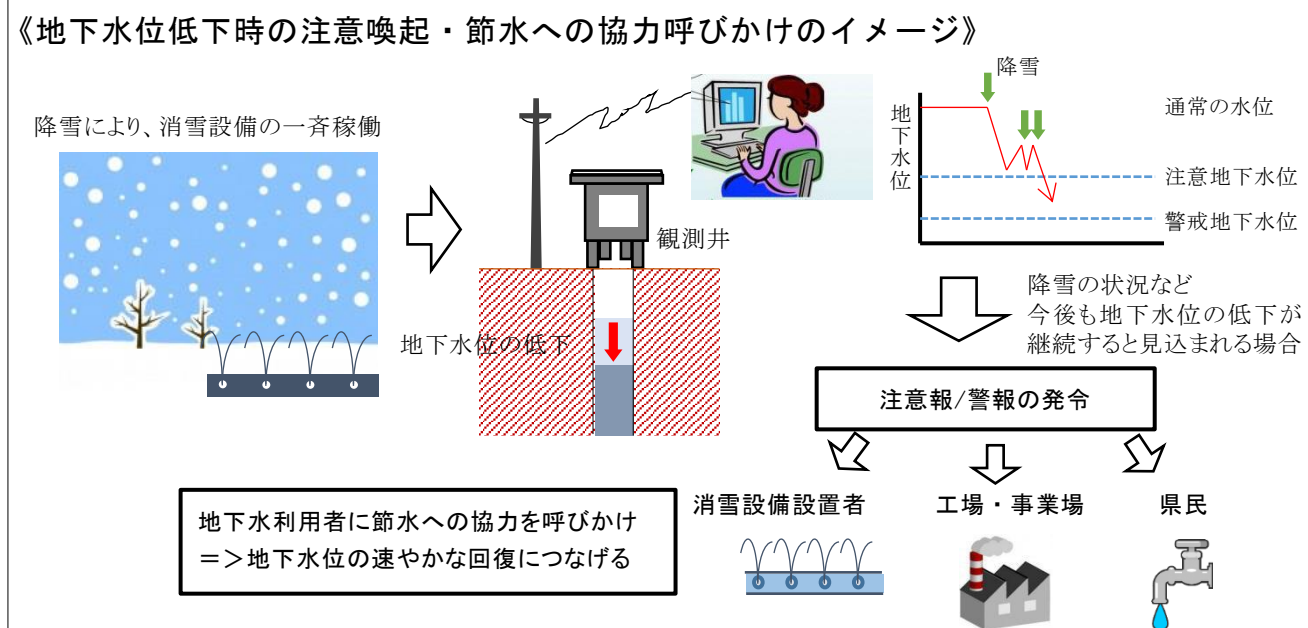 《地下水位低下時の注意喚起・節水への協力呼びかけのイメージ》
降雪により、消雪設備の一斉稼働
観測井
地下水位の低下
降雪
地下水位
通常の水位
注意地下水位
警戒地下水位
降雪の状況など
今後も地下水位の低下が
継続すると見込まれる場合
注意報/警報の発令
消雪設備設置者
工場・事業場
県民
地下水利用者に節水への協力を呼びかけ
＝＞地下水位の速やかな回復につなげる